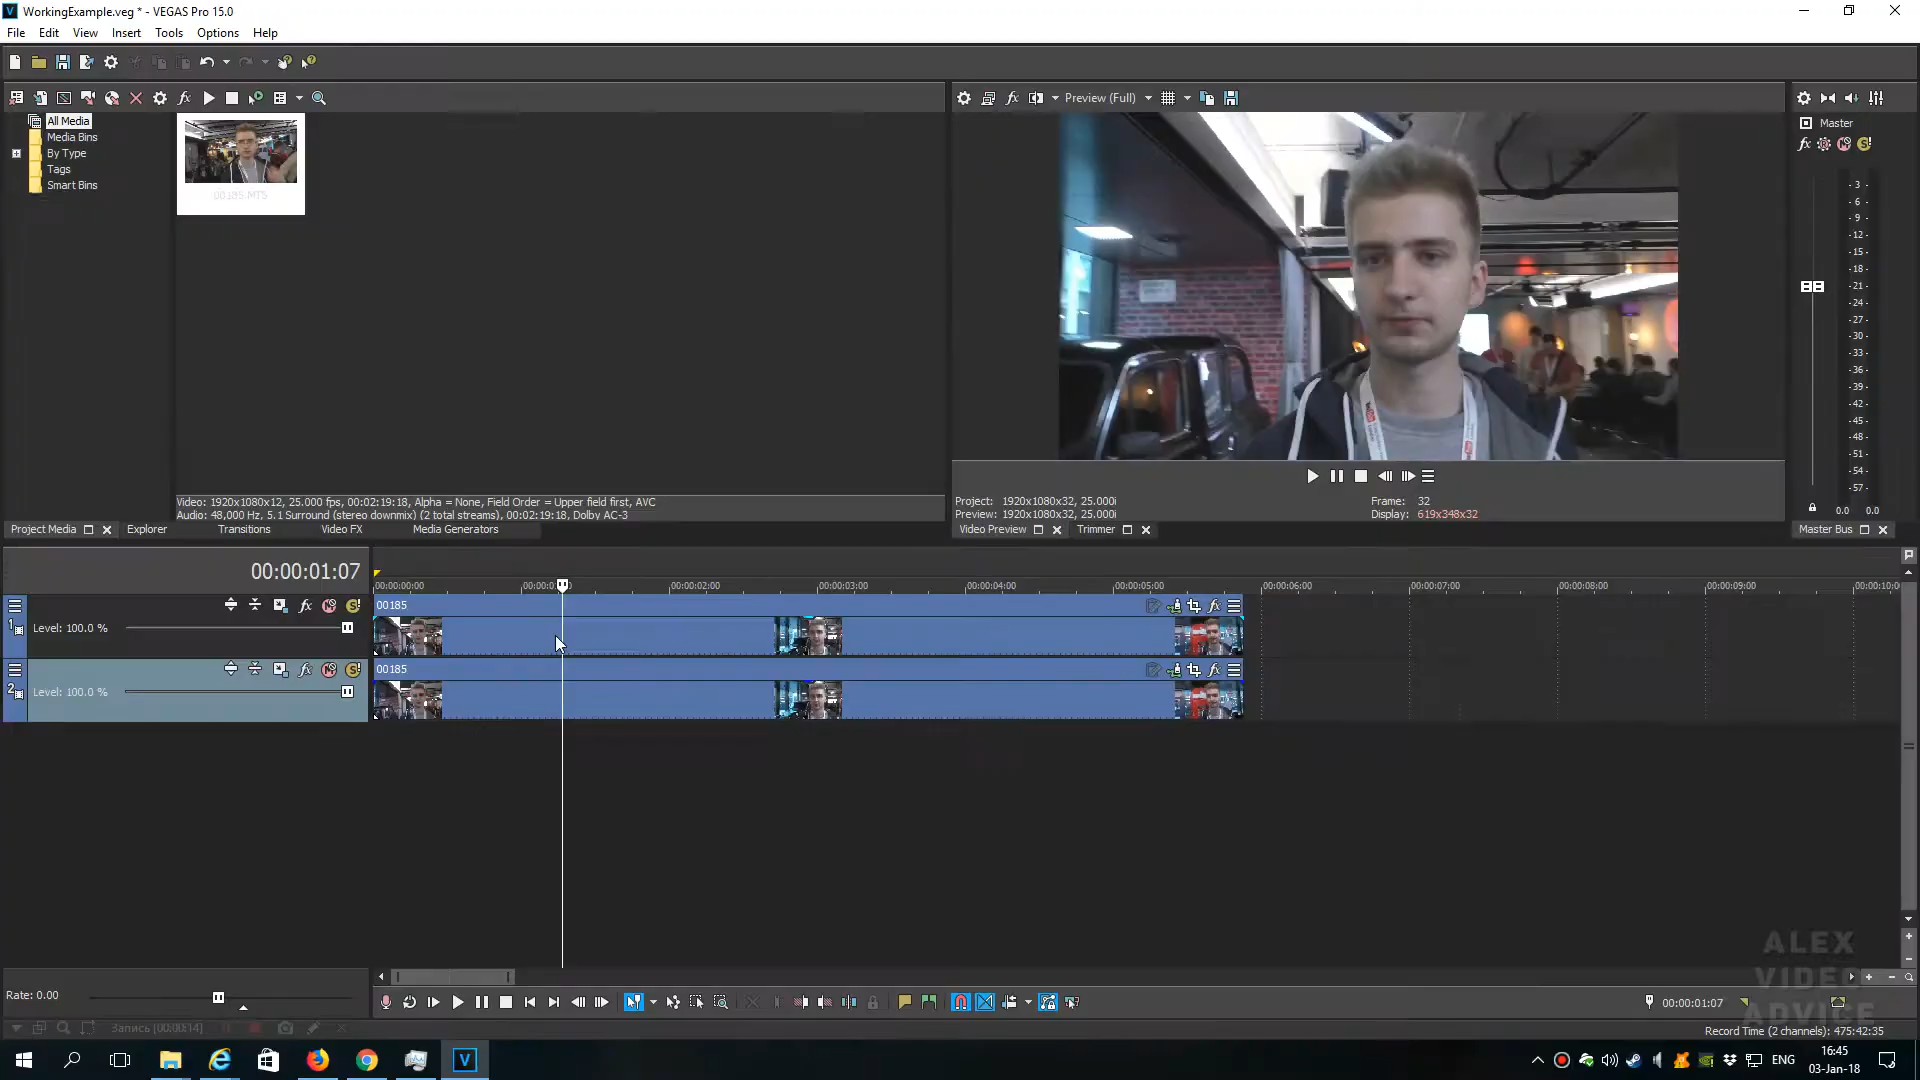 WorkingExample.veg * - VEGAS Pro 15.0
File Edit View Insert Tools Options Help
Preview (Full)
All Media
Media Bins
By Type
Tags
Smart Bins
00185.MTS
Master
- 3 -
- 6 -
- 9 -
- 12 -
- 15 -
- 18 -
- 21 -
- 24 -
- 27 -
- 30 -
- 33 -
- 36 -
- 39 -
- 42 -
- 45 -
- 48 -
- 51 -
- 54 -
- 57 -
0.0 0.0
Video: 1920x1080x12, 25.000 fps, 00:02:19:18, Alpha = None, Field Order = Upper field first, AVC
Audio: 48,000 Hz, 5.1 Surround (stereo downmix) (2 total streams), 00:02:19:18, Dolby AC-3
Project: 1920x1080x32, 25.000i
Preview: 1920x1080x32, 25.000i
Frame: 32
Display: 619x348x32
Project Media Explorer Transitions Video FX Media Generators
Video Preview Trimmer
Master Bus
00:00:01:07
00:00:00:00 00:00:02:00 00:00:03:00 00:00:04:00 00:00:05:00 00:00:06:00 00:00:07:00 00:00:08:00 00:00:09:00
1 Level: 100.0 %
00185
2 Level: 100.0 %
00185
Rate: 0.00
00:00:01:07
Запись [00:00:14]
Record Time (2 channels): 475:42:35
ALEX
VIDEO
ADVICE
ENG
16:45
03-Jan-18